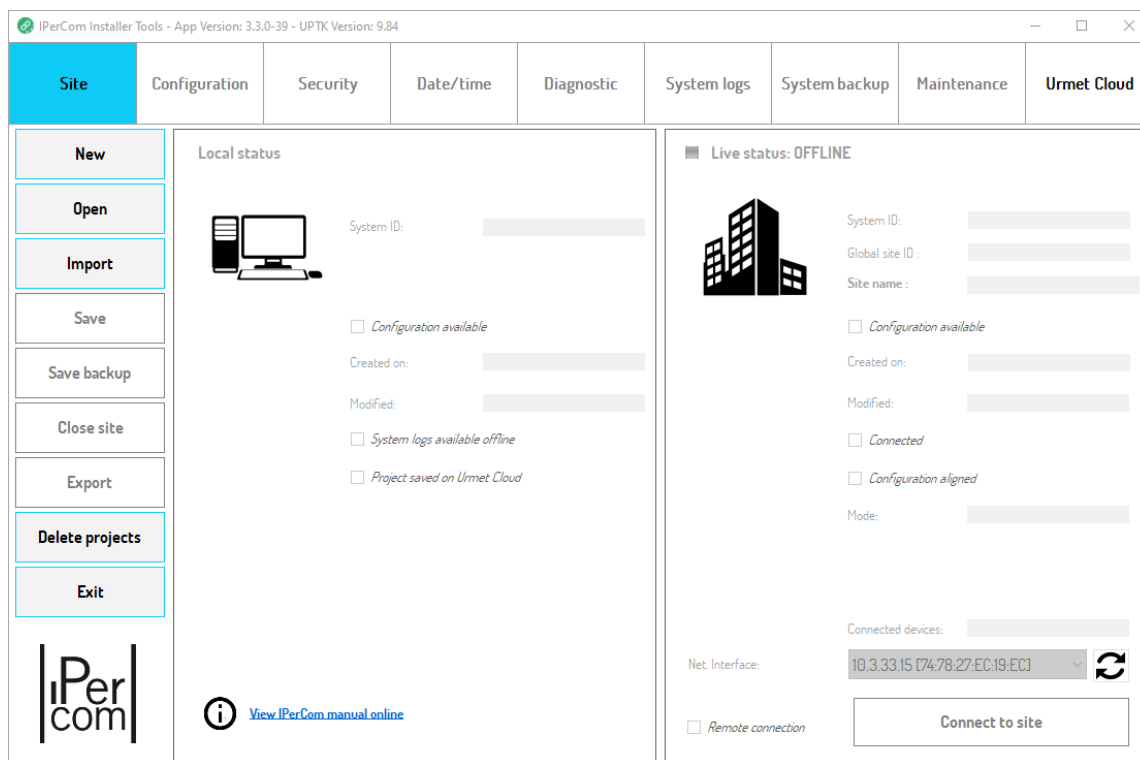 IPerCom Installer Tools - App Version: 3.3.0-39 - UPTK Version: 9.84
Site
Configuration
Security
Date/time
Diagnostic
System logs
System backup
Maintenance
Urmet Cloud
New
Open
Import
Save
Save backup
Close site
Export
Delete projects
Exit
iPer
com
Local status
System ID:
Configuration available
Created on:
Modified:
System logs available offline
Project saved on Urmet Cloud
View IPerCom manual online
Live status: OFFLINE
System ID:
Global site ID :
Site name :
Configuration available
Created on:
Modified:
Connected
Configuration aligned
Mode:
Connected devices:
Net. Interface:
10.3.33.15 [74:78:27:EC:19:EC]
Remote connection
Connect to site